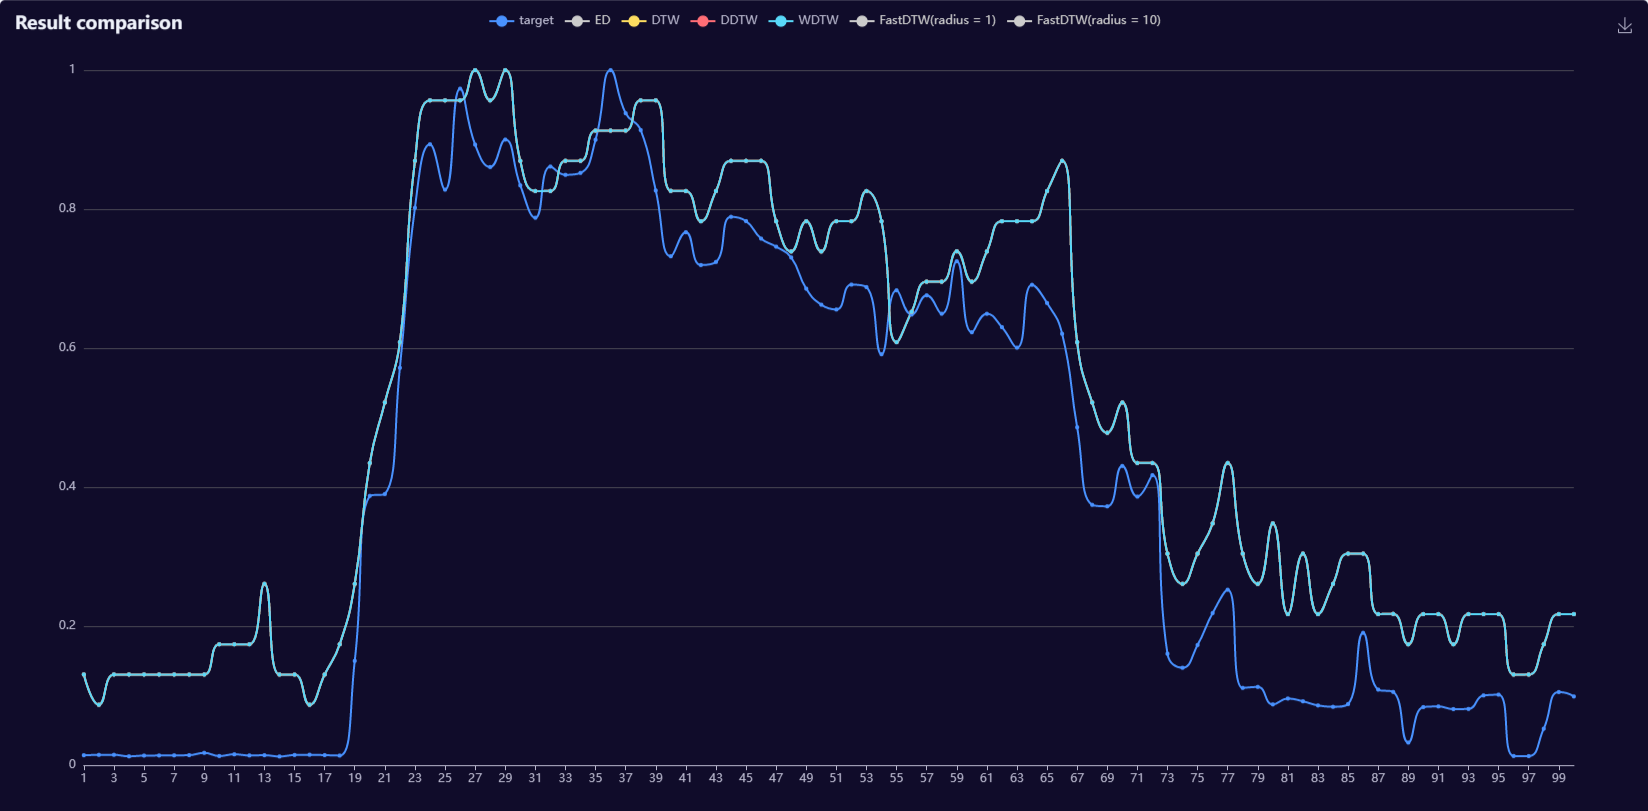 Result comparison
target ED DTW DDTW WDTW FastDTW(radius = 1) FastDTW(radius = 10)
1
0.8
0.6
0.4
0.2
0
1 3 5 7 9 11 13 15 17 19 21 23 25 27 29 31 33 35 37 39 41 43 45 47 49 51 53 55 57 59 61 63 65 67 69 71 73 75 77 79 81 83 85 87 89 91 93 95 97 99